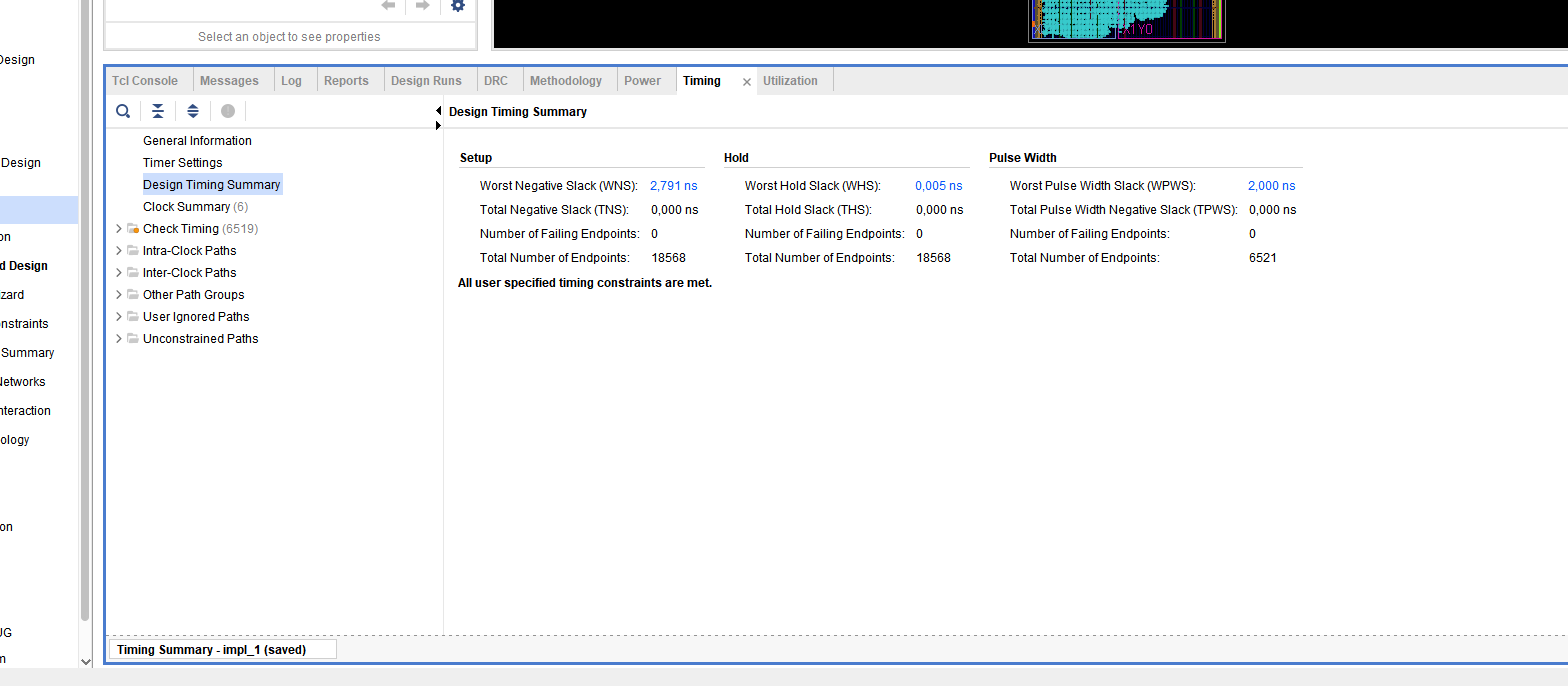 Select an object to see properties
Design
Design
on
d Design
zard
nstraints
Summary
Networks
nteraction
ology
on
UG
m
Tcl Console Messages Log Reports Design Runs DRC Methodology Power Timing Utilization
General Information
Timer Settings
Design Timing Summary
Clock Summary (6)
Check Timing (6519)
Intra-Clock Paths
Inter-Clock Paths
Other Path Groups
User Ignored Paths
Unconstrained Paths
Design Timing Summary
Setup Hold Pulse Width
Worst Negative Slack (WNS): 2,791 ns Worst Hold Slack (WHS): 0,005 ns Worst Pulse Width Slack (WPWS): 2,000 ns
Total Negative Slack (TNS): 0,000 ns Total Hold Slack (THS): 0,000 ns Total Pulse Width Negative Slack (TPWS): 0,000 ns
Number of Failing Endpoints: 0 Number of Failing Endpoints: 0 Number of Failing Endpoints: 0
Total Number of Endpoints: 18568 Total Number of Endpoints: 18568 Total Number of Endpoints: 6521
All user specified timing constraints are met.
Timing Summary - impl_1 (saved)